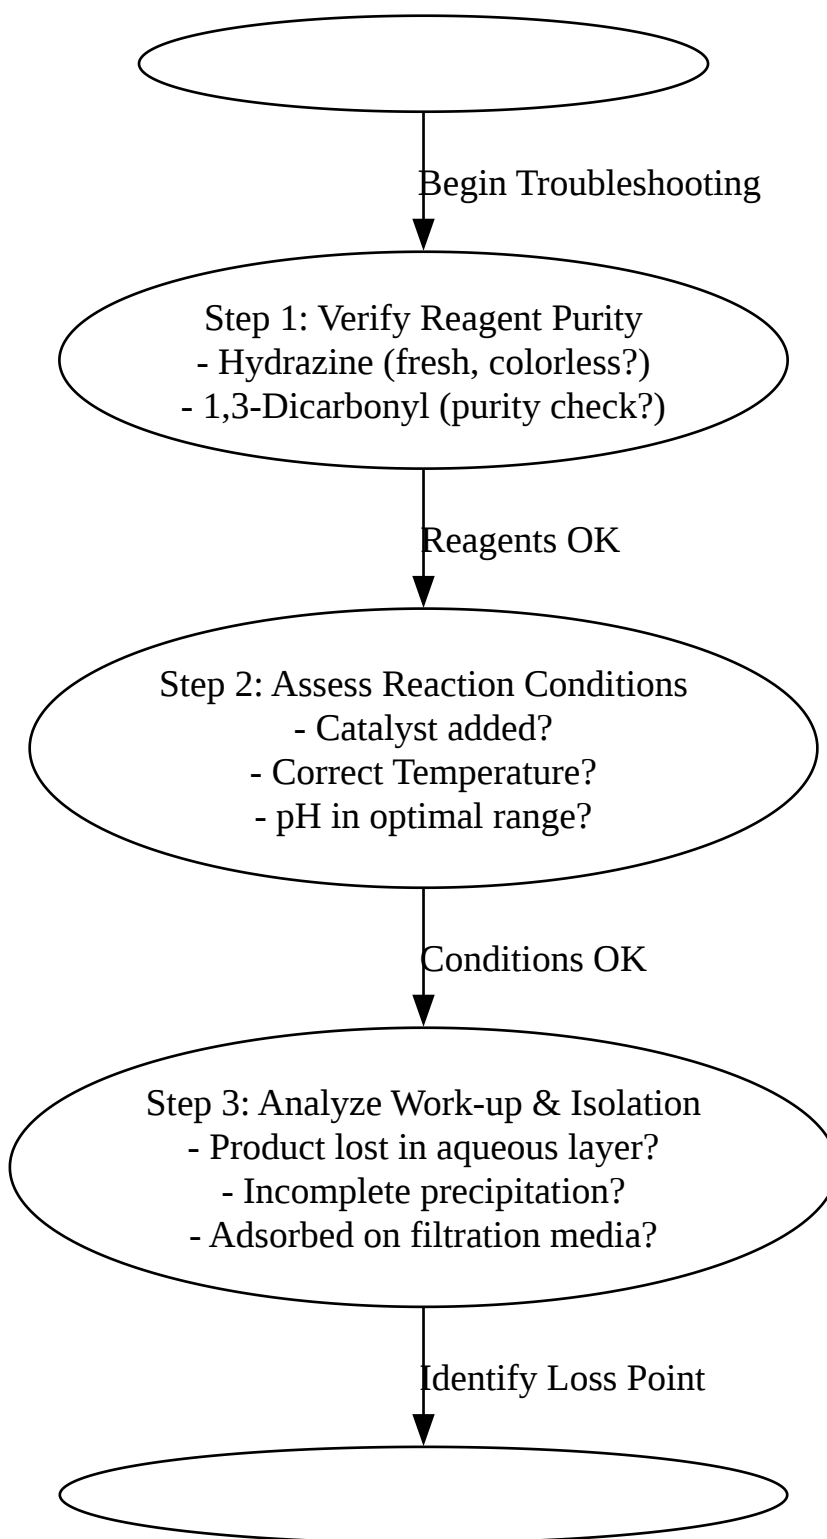 Begin Troubleshooting
Step 1: Verify Reagent Purity
- Hydrazine (fresh, colorless?)
- 1,3-Dicarbonyl (purity check?)
Reagents OK
Step 2: Assess Reaction Conditions
- Catalyst added?
- Correct Temperature?
- pH in optimal range?
Conditions OK
Step 3: Analyze Work-up & Isolation
- Product lost in aqueous layer?
- Incomplete precipitation?
- Adsorbed on filtration media?
Identify Loss Point